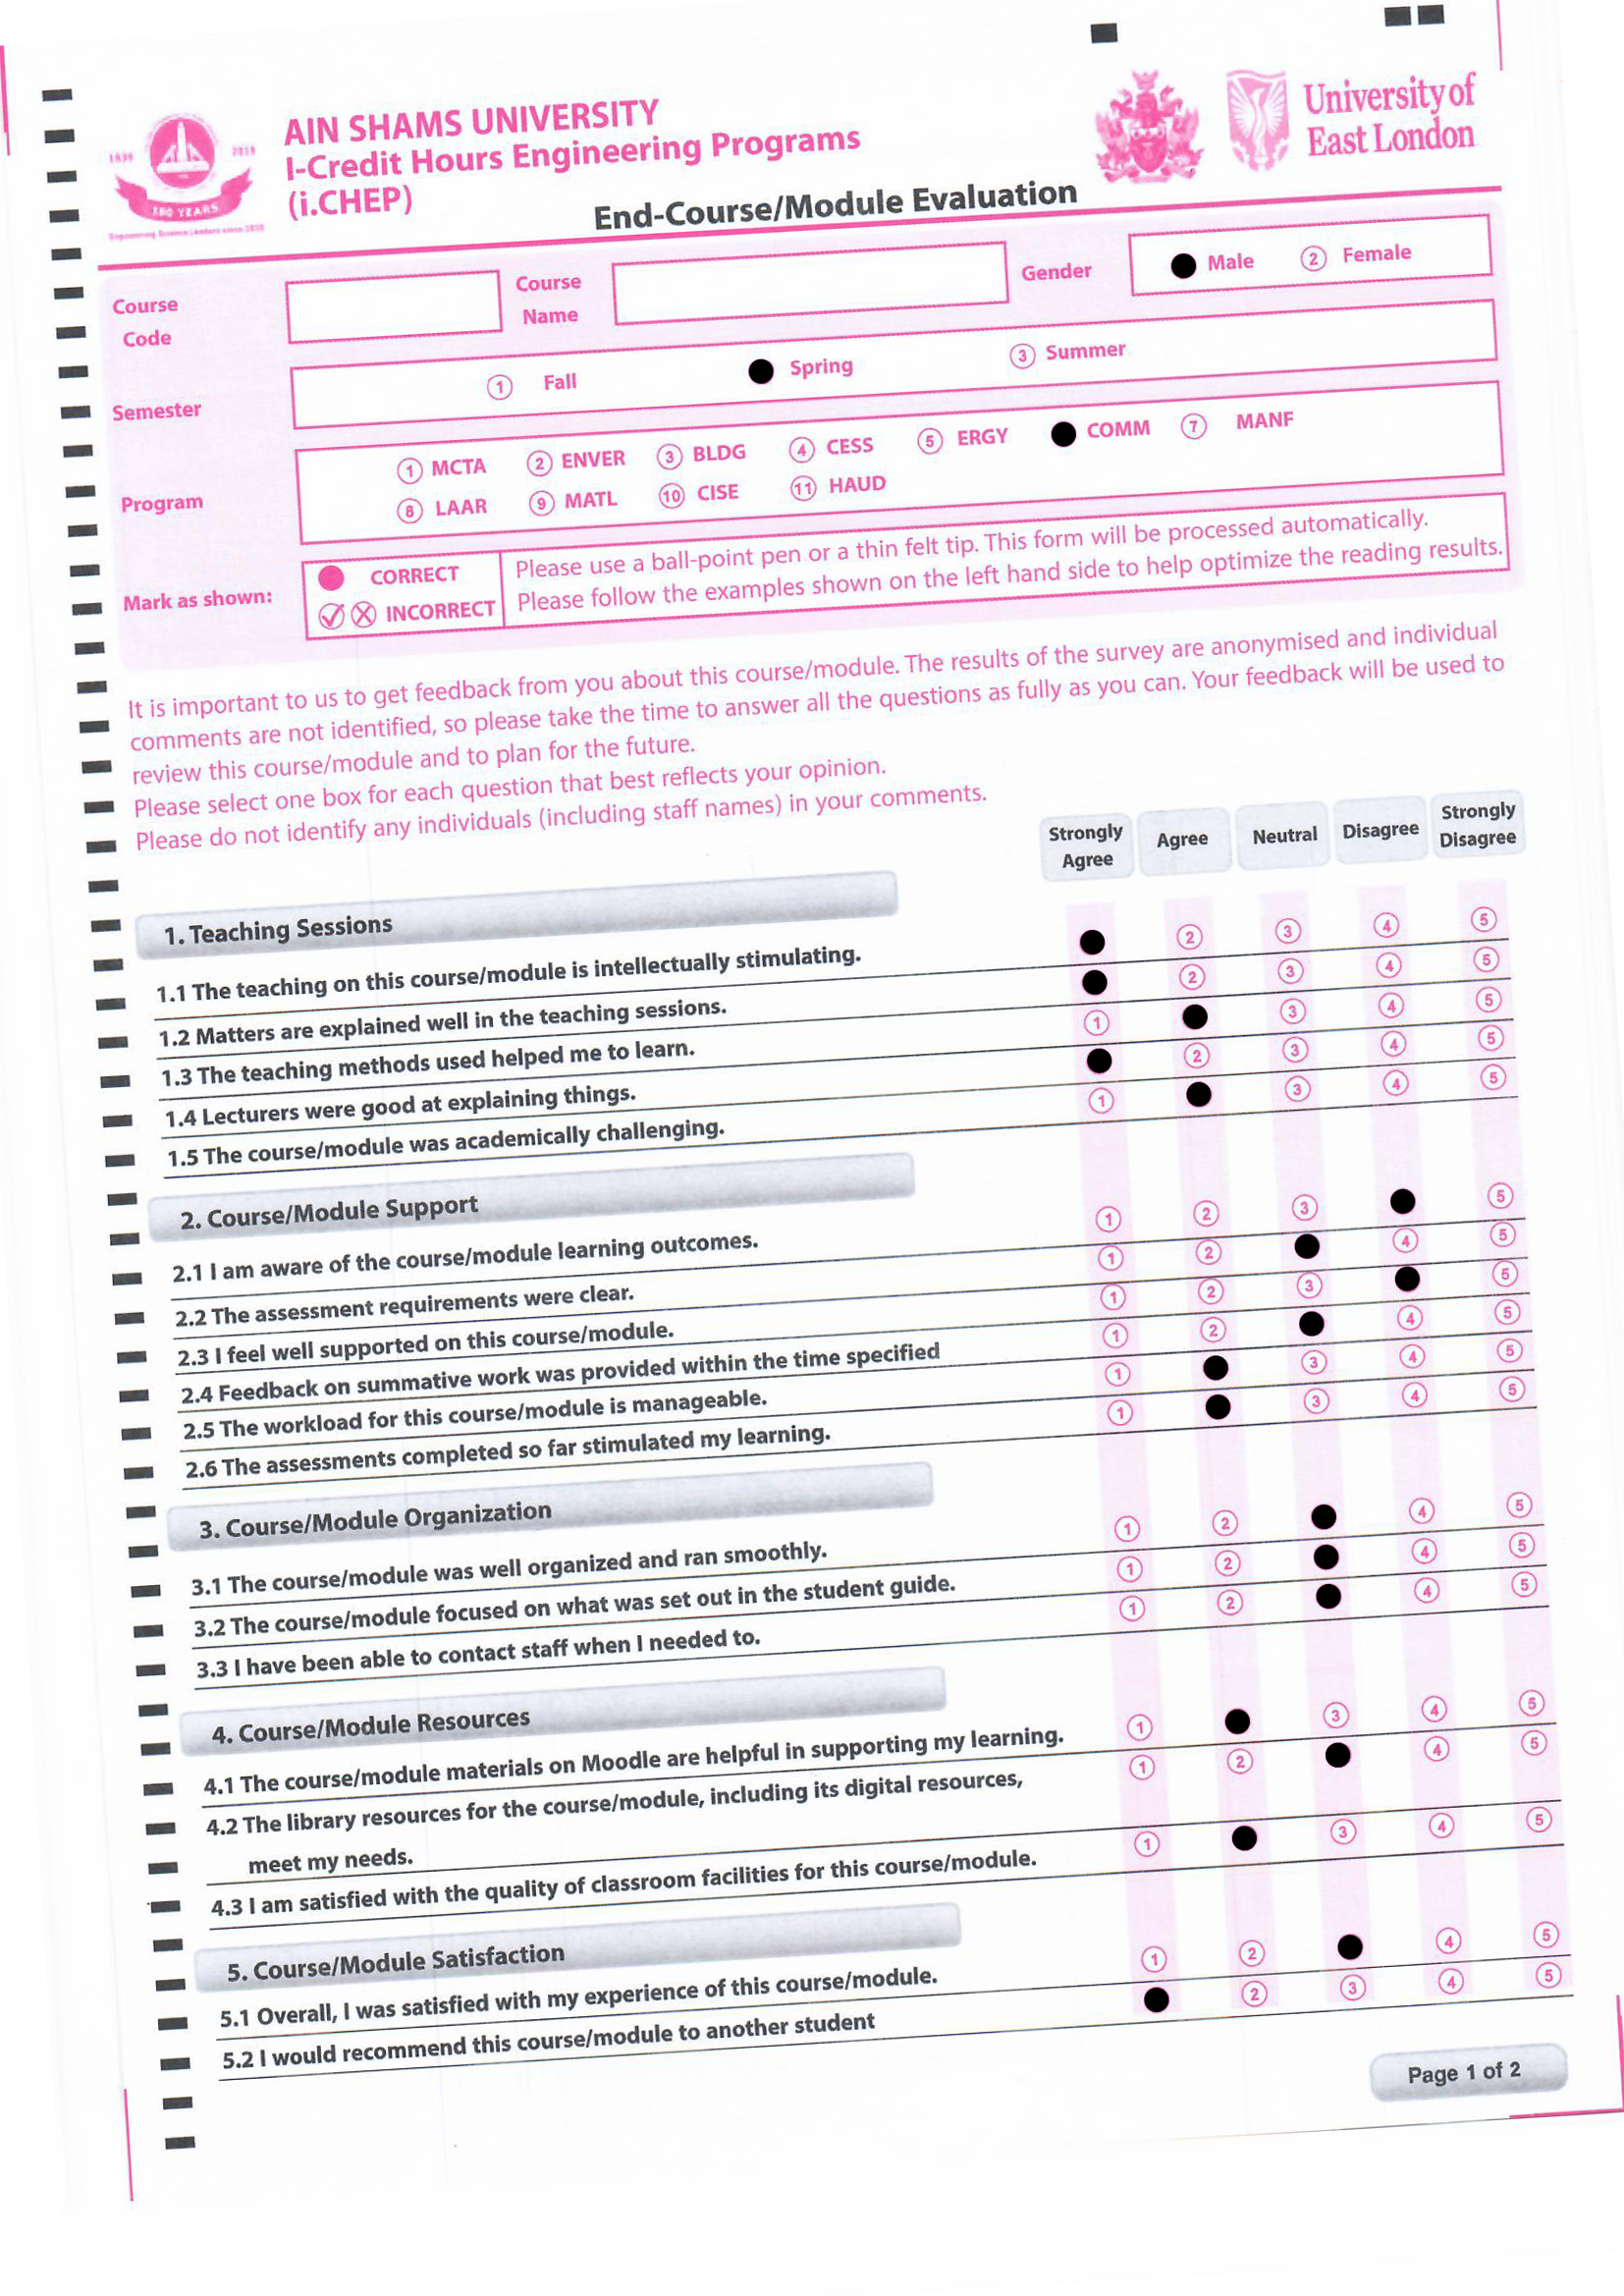 1839 2019
180 YEARS
AIN SHAMS UNIVERSITY
I-Credit Hours Engineering Programs
(i.CHEP)
University of
East London
End-Course/Module Evaluation
Course Code
Course Name
Gender
Male 2 Female
Semester
1 Fall Spring 3 Summer
Program
1 MCTA 2 ENVER 3 BLDG 4 CESS 5 ERGY COMM 7 MANF
8 LAAR 9 MATL 10 CISE 11 HAUD
Mark as shown:
CORRECT
INCORRECT
Please use a ball-point pen or a thin felt tip. This form will be processed automatically.
Please follow the examples shown on the left hand side to help optimize the reading results.
It is important to us to get feedback from you about this course/module. The results of the survey are anonymised and individual
comments are not identified, so please take the time to answer all the questions as fully as you can. Your feedback will be used to
review this course/module and to plan for the future.
Please select one box for each question that best reflects your opinion.
Please do not identify any individuals (including staff names) in your comments.
Strongly Agree Agree Neutral Disagree Strongly Disagree
1. Teaching Sessions
1.1 The teaching on this course/module is intellectually stimulating. 2 3 4 5
1.2 Matters are explained well in the teaching sessions. 2 3 4 5
1.3 The teaching methods used helped me to learn. 1 3 4 5
1.4 Lecturers were good at explaining things. 2 3 4 5
1.5 The course/module was academically challenging. 1 3 4 5
2. Course/Module Support
2.1 I am aware of the course/module learning outcomes. 1 2 3 5
2.2 The assessment requirements were clear. 1 2 4 5
2.3 I feel well supported on this course/module. 1 2 3 5
2.4 Feedback on summative work was provided within the time specified 1 2 4 5
2.5 The workload for this course/module is manageable. 1 3 4 5
2.6 The assessments completed so far stimulated my learning. 1 3 4 5
3. Course/Module Organization
3.1 The course/module was well organized and ran smoothly. 1 2 4 5
3.2 The course/module focused on what was set out in the student guide. 1 2 4 5
3.3 I have been able to contact staff when I needed to. 1 2 4 5
4. Course/Module Resources
4.1 The course/module materials on Moodle are helpful in supporting my learning. 1 3 4 5
4.2 The library resources for the course/module, including its digital resources, 1 2 4 5
meet my needs.
4.3 I am satisfied with the quality of classroom facilities for this course/module. 1 3 4 5
5. Course/Module Satisfaction
5.1 Overall, I was satisfied with my experience of this course/module. 1 2 4 5
5.2 I would recommend this course/module to another student 2 3 4 5
Page 1 of 2